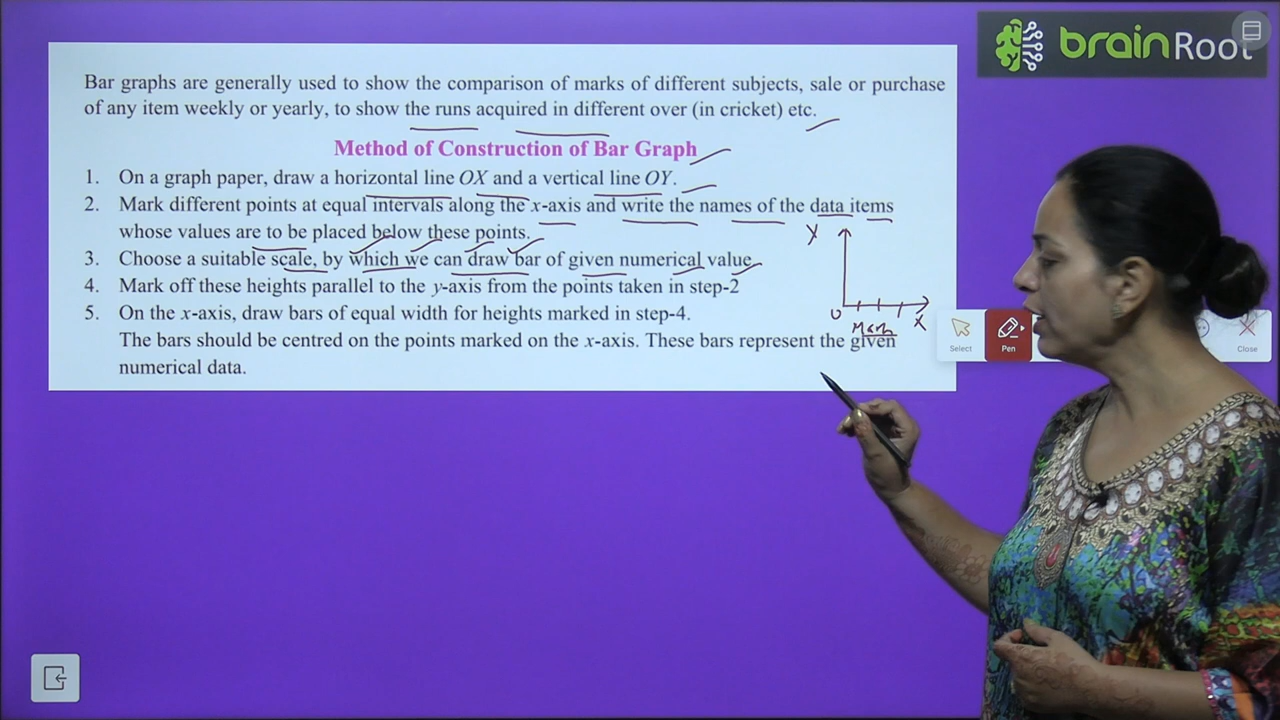 brainRoot
Bar graphs are generally used to show the comparison of marks of different subjects, sale or purchase
of any item weekly or yearly, to show the runs acquired in different over (in cricket) etc.
Method of Construction of Bar Graph
1. On a graph paper, draw a horizontal line OX and a vertical line OY.
2. Mark different points at equal intervals along the x-axis and write the names of the data items
whose values are to be placed below these points.
3. Choose a suitable scale, by which we can draw bar of given numerical value.
4. Mark off these heights parallel to the y-axis from the points taken in step-2
5. On the x-axis, draw bars of equal width for heights marked in step-4.
The bars should be centred on the points marked on the x-axis. These bars represent the given
numerical data.
Y
O
X
Select
Pen
Close